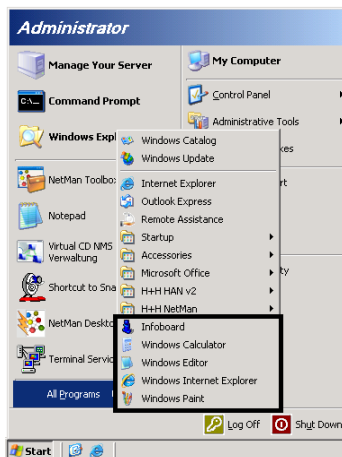 Administrator
Manage Your Server
My Computer
C:\_ Command Prompt
Control Panel
Windows Expl
Administrative Tools
Windows Catalog
Windows Update
NetMan Toolbo
Internet Explorer
Outlook Express
Notepad
Remote Assistance
Startup
Virtual CD NMS
Verwaltung
Accessories
Microsoft Office
Shortcut to Sna
H+H HAN v2
H+H NetMan
NetMan Deskto
Infoboard
Windows Calculator
Terminal Servic
Windows Editor
Windows Internet Explorer
All Programs
Windows Paint
Log Off
Shut Down
Start